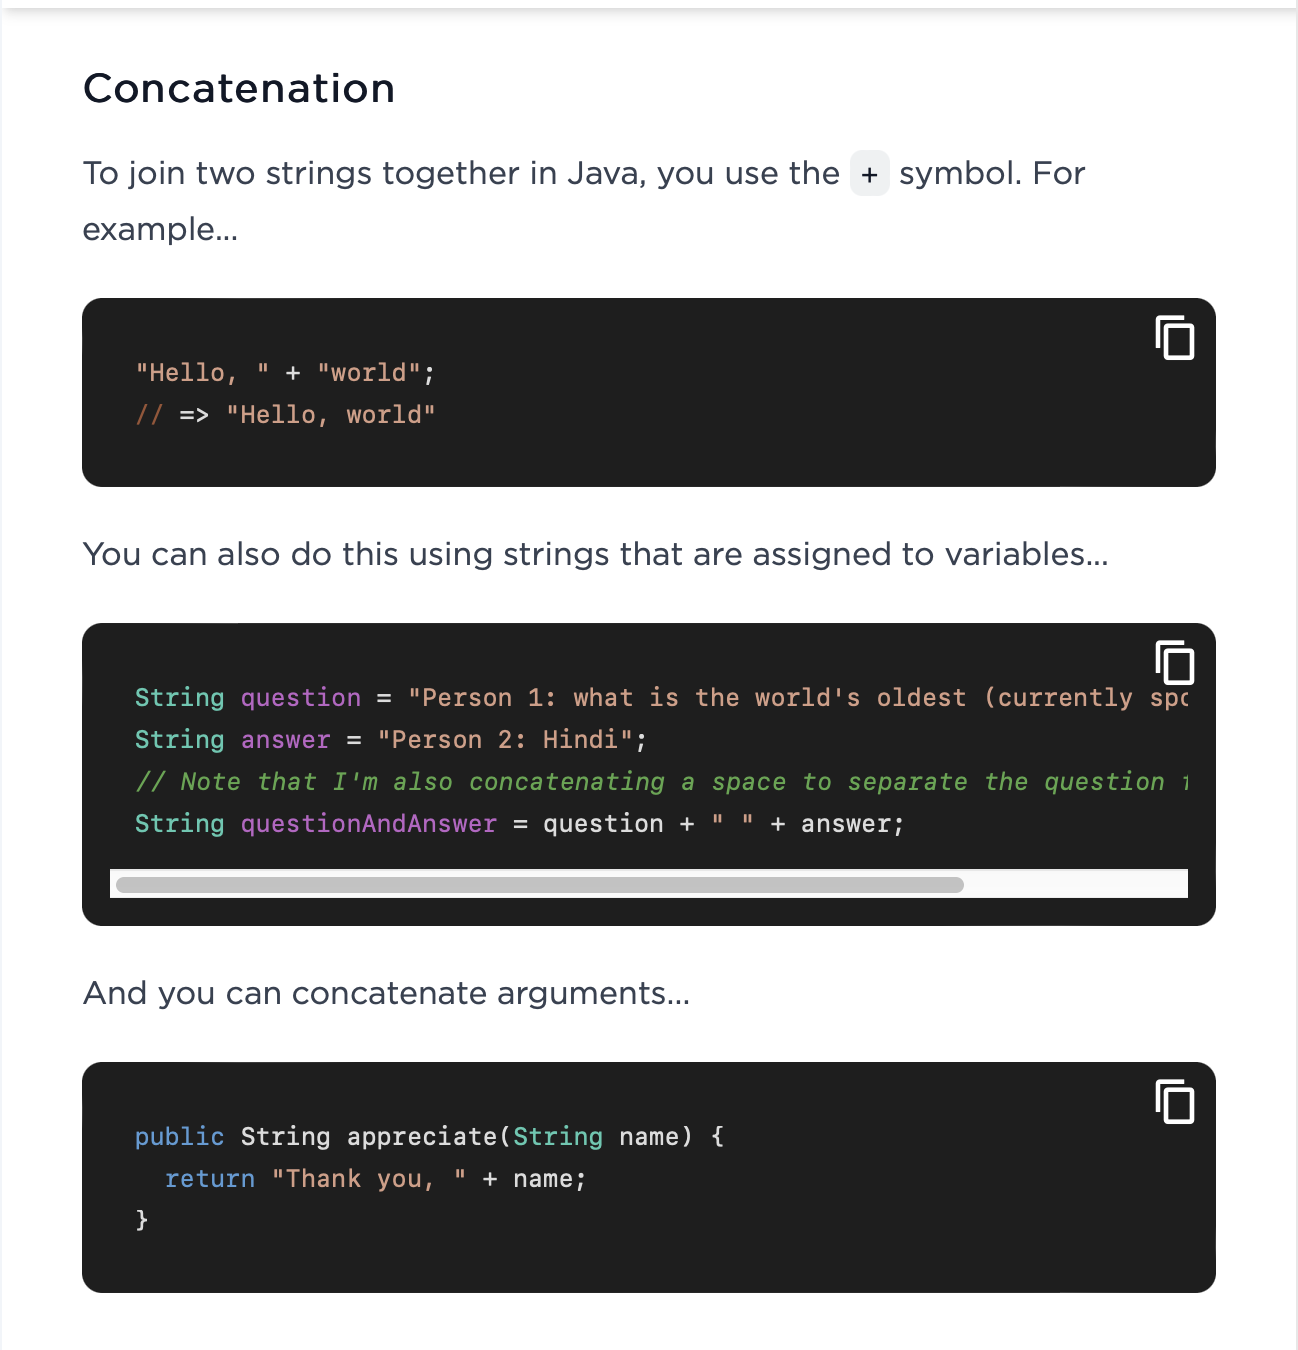 Concatenation
To join two strings together in Java, you use the + symbol. For
example...
"Hello, " + "world";
// => "Hello, world"
You can also do this using strings that are assigned to variables...
String question = "Person 1: what is the world's oldest (currently spo
String answer = "Person 2: Hindi";
// Note that I'm also concatenating a space to separate the question
String questionAndAnswer = question + " " + answer;
And you can concatenate arguments...
public String appreciate(String name) {
  return "Thank you, " + name;
}